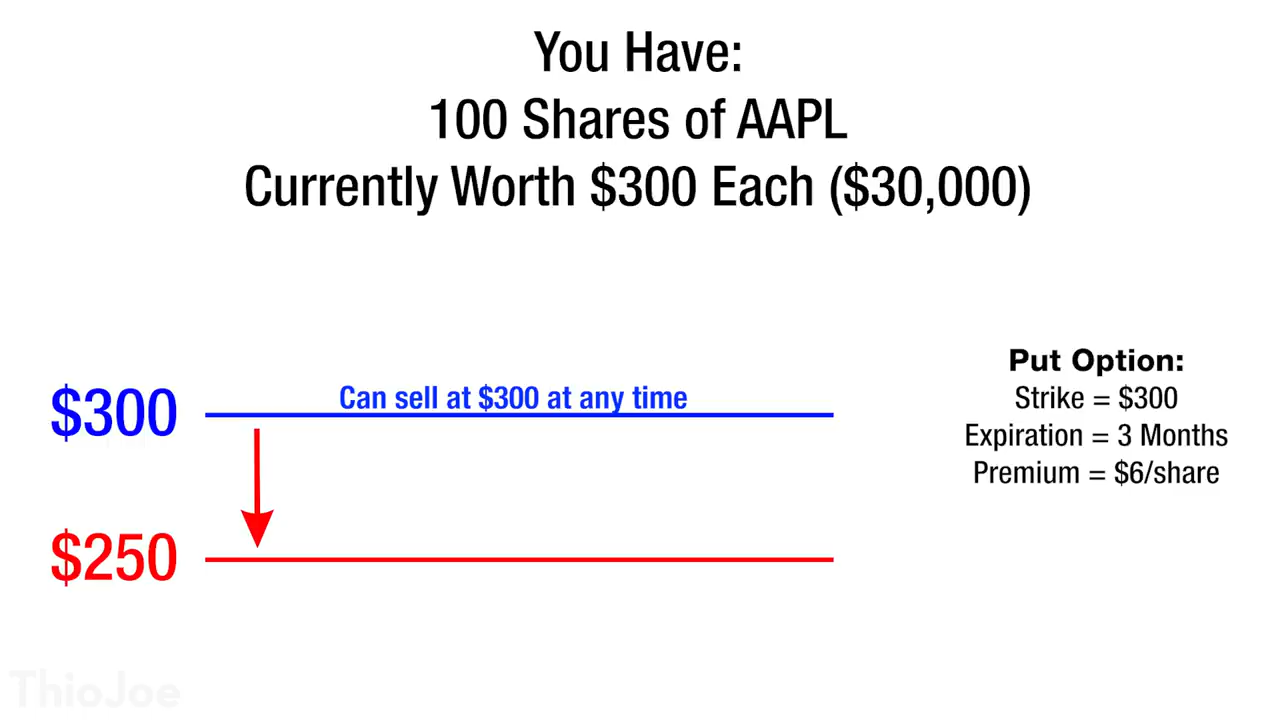 You Have:
100 Shares of AAPL
Currently Worth $300 Each ($30,000)
Put Option:
Strike = $300
Expiration = 3 Months
Premium = $6/share
$300
Can sell at $300 at any time
$250
ThioJoe